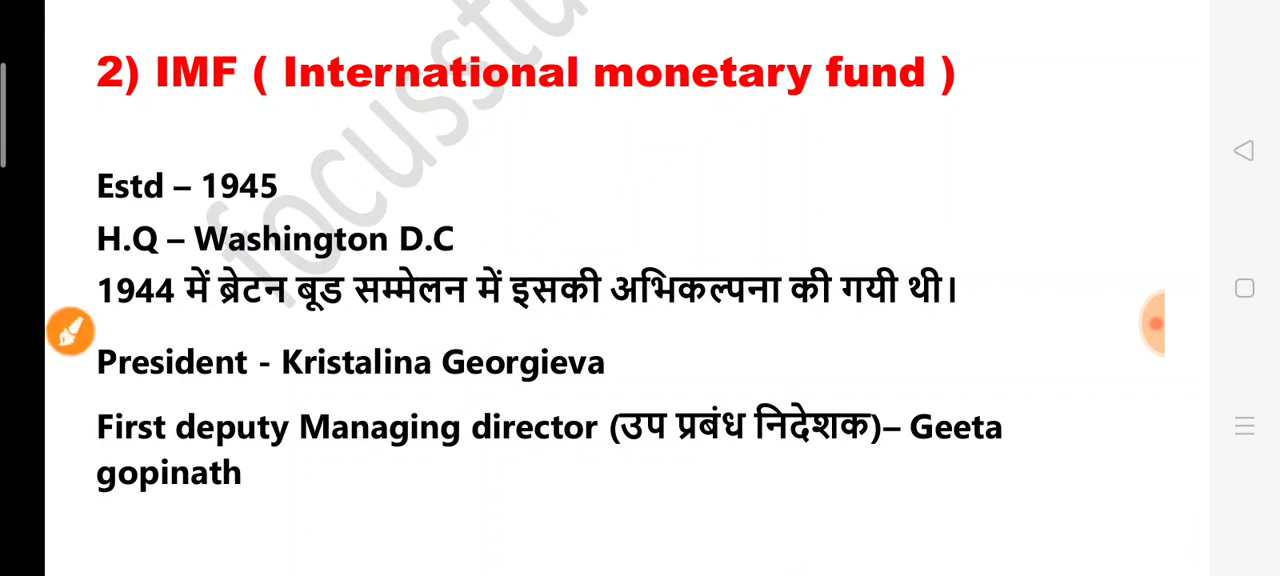 2) IMF ( International monetary fund )
focusstu
Estd – 1945
H.Q – Washington D.C
1944 में ब्रेटन बूड सम्मेलन में इसकी अभिकल्पना की गयी थी।
President - Kristalina Georgieva
First deputy Managing director (उप प्रबंध निदेशक)– Geeta
gopinath